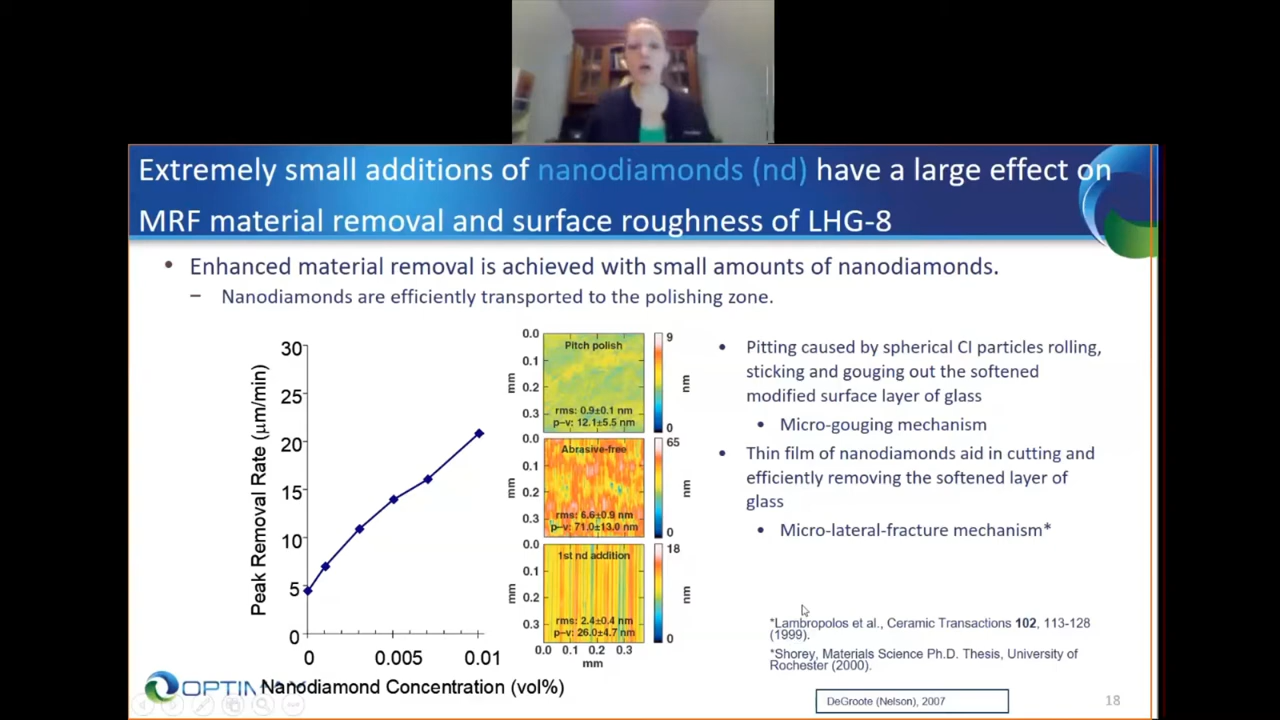 Extremely small additions of nanodiamonds (nd) have a large effect on
MRF material removal and surface roughness of LHG-8
• Enhanced material removal is achieved with small amounts of nanodiamonds.
– Nanodiamonds are efficiently transported to the polishing zone.
Peak Removal Rate (μm/min)
30
25
20
15
10
5
0
0 0.005 0.01
Nanodiamond Concentration (vol%)
0.0
0.1
0.2
0.3
mm
Pitch polish
rms: 0.9±0.1 nm
p–v: 12.1±5.5 nm
9
nm
0
0.0
0.1
0.2
0.3
mm
Abrasive-free
rms: 6.6±0.9 nm
p–v: 71.0±13.0 nm
65
nm
0
0.0
0.1
0.2
0.3
mm
1st nd addition
rms: 2.4±0.4 nm
p–v: 26.0±4.7 nm
18
nm
0
0.0 0.1 0.2 0.3
mm
• Pitting caused by spherical CI particles rolling,
sticking and gouging out the softened
modified surface layer of glass
• Micro-gouging mechanism
• Thin film of nanodiamonds aid in cutting and
efficiently removing the softened layer of
glass
• Micro-lateral-fracture mechanism*
*Lambropolos et al., Ceramic Transactions 102, 113-128
(1999).
*Shorey, Materials Science Ph.D. Thesis, University of
Rochester (2000).
OPTIM
DeGroote (Nelson), 2007
18